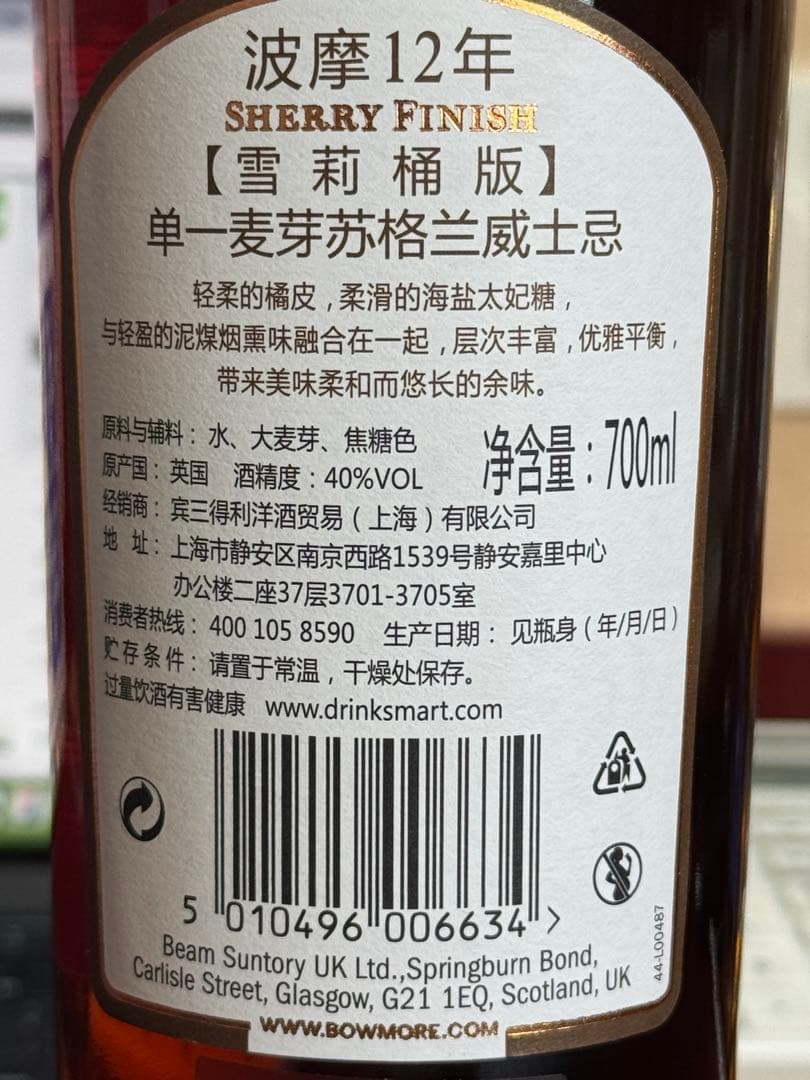 波摩12年
SHERRY FINISH
【雪莉桶版】
单一麦芽苏格兰威士忌
轻柔的橘皮,柔滑的海盐太妃糖,
与轻盈的泥煤烟熏味融合在一起,层次丰富,优雅平衡,
带来美味柔和而悠长的余味。
原料与辅料：水、大麦芽、焦糖色
原产国：英国 酒精度：40%VOL
净含量：700ml
经销商：宾三得利洋酒贸易（上海）有限公司
地 址：上海市静安区南京西路1539号静安嘉里中心
办公楼二座37层3701-3705室
消费者热线：400 105 8590 生产日期：见瓶身（年/月/日）
贮存条件：请置于常温，干燥处保存。
过量饮酒有害健康 www.drinksmart.com
5 010496 006634 >
44-L00487
Beam Suntory UK Ltd.,Springburn Bond,
Carlisle Street, Glasgow, G21 1EQ, Scotland, UK
WWW.BOWMORE.COM